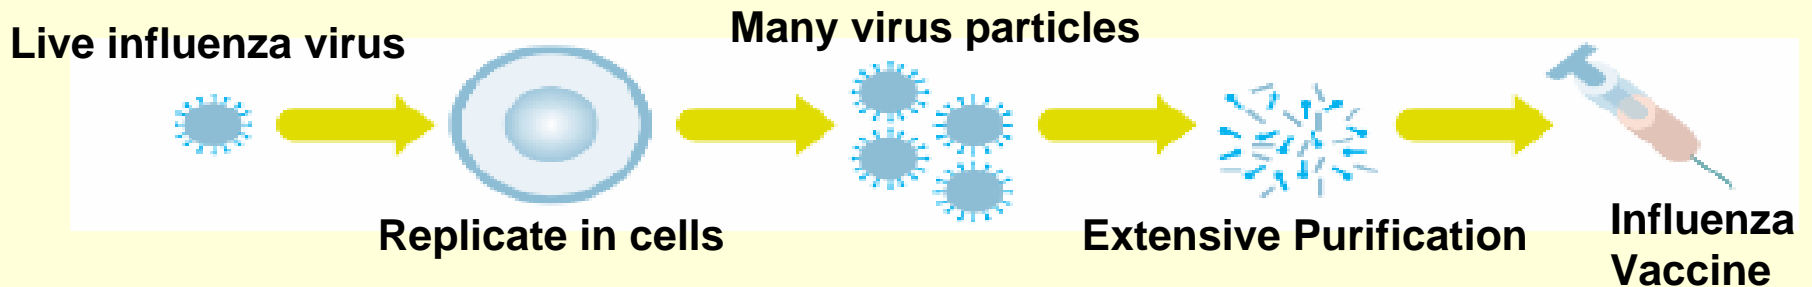 Live influenza virus
Many virus particles
Replicate in cells
Extensive Purification
Influenza
Vaccine